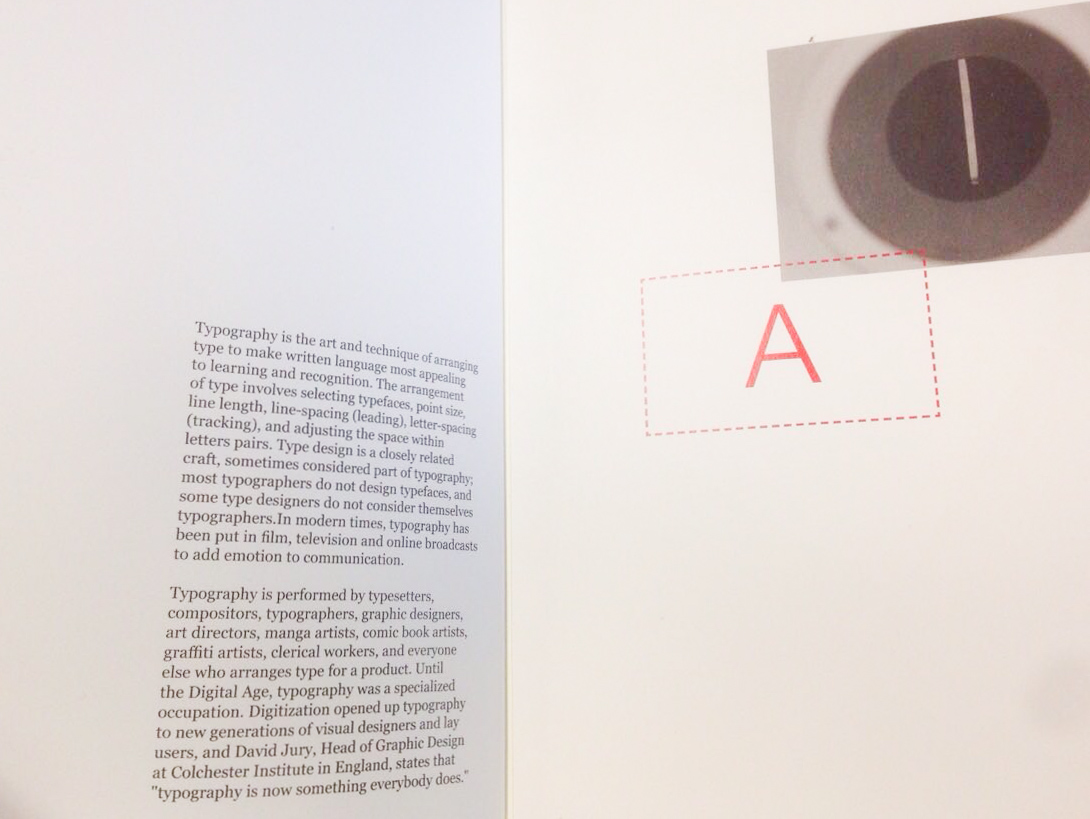 Typography is the art and technique of arranging
type to make written language most appealing
to learning and recognition. The arrangement
of type involves selecting typefaces, point size,
line length, line-spacing (leading), letter-spacing
(tracking), and adjusting the space within
letters pairs. Type design is a closely related
craft, sometimes considered part of typography;
most typographers do not design typefaces, and
some type designers do not consider themselves
typographers.In modern times, typography has
been put in film, television and online broadcasts
to add emotion to communication.
Typography is performed by typesetters,
compositors, typographers, graphic designers,
art directors, manga artists, comic book artists,
graffiti artists, clerical workers, and everyone
else who arranges type for a product. Until
the Digital Age, typography was a specialized
occupation. Digitization opened up typography
to new generations of visual designers and lay
users, and David Jury, Head of Graphic Design
at Colchester Institute in England, states that
"typography is now something everybody does."
A